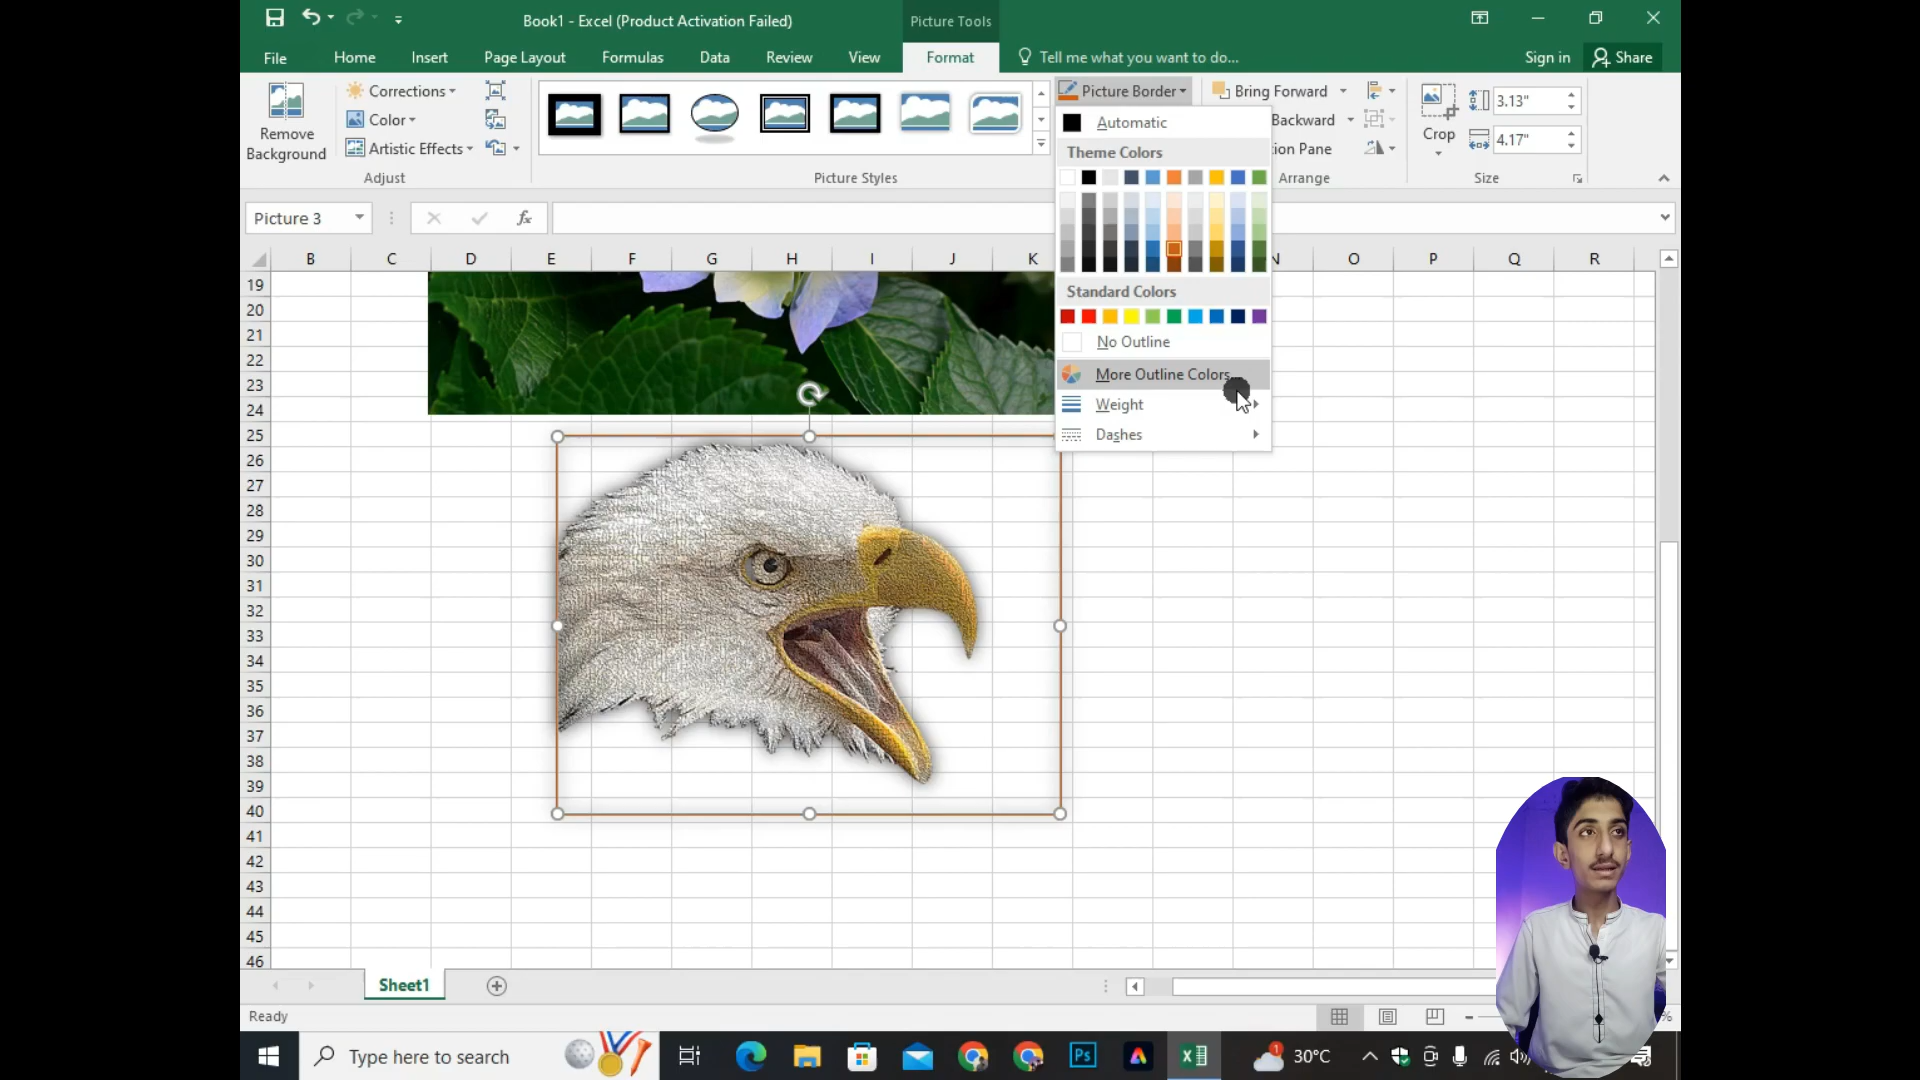 Book1 - Excel (Product Activation Failed)
Picture Tools
File
Home
Insert
Page Layout
Formulas
Data
Review
View
Format
Tell me what you want to do...
Sign in
Share
Remove
Background
Corrections
Color
Artistic Effects
Adjust
Picture Styles
Picture Border
Bring Forward
Backward
tion Pane
Arrange
Crop
3.13"
4.17"
Size
Automatic
Theme Colors
Standard Colors
No Outline
More Outline Colors...
Weight
Dashes
Picture 3
fx
B C D E F G H I J K N O P Q R
19
20
21
22
23
24
25
26
27
28
29
30
31
32
33
34
35
36
37
38
39
40
41
42
43
44
45
46
Sheet1
Ready
%
Type here to search
Ps
1
30°C